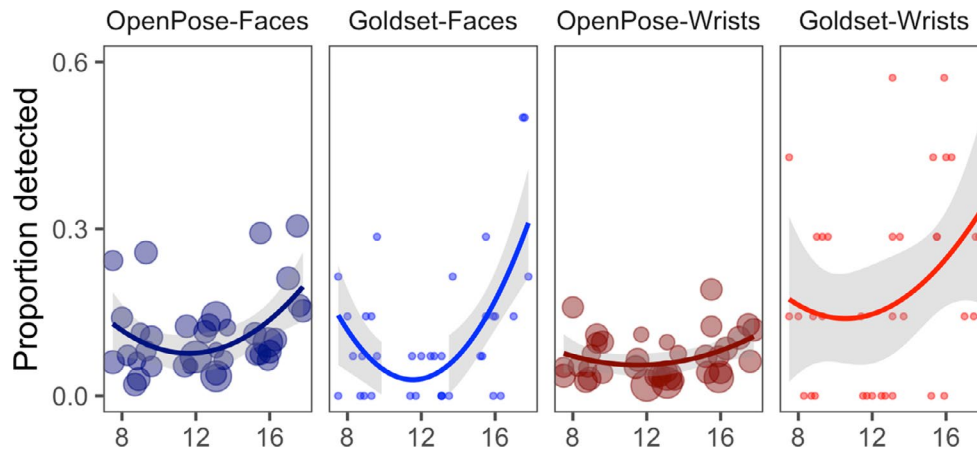 OpenPose-Faces Goldset-Faces OpenPose-Wrists Goldset-Wrists
Proportion detected
0.6
0.3
0.0
8 12 16 8 12 16 8 12 16 8 12 16